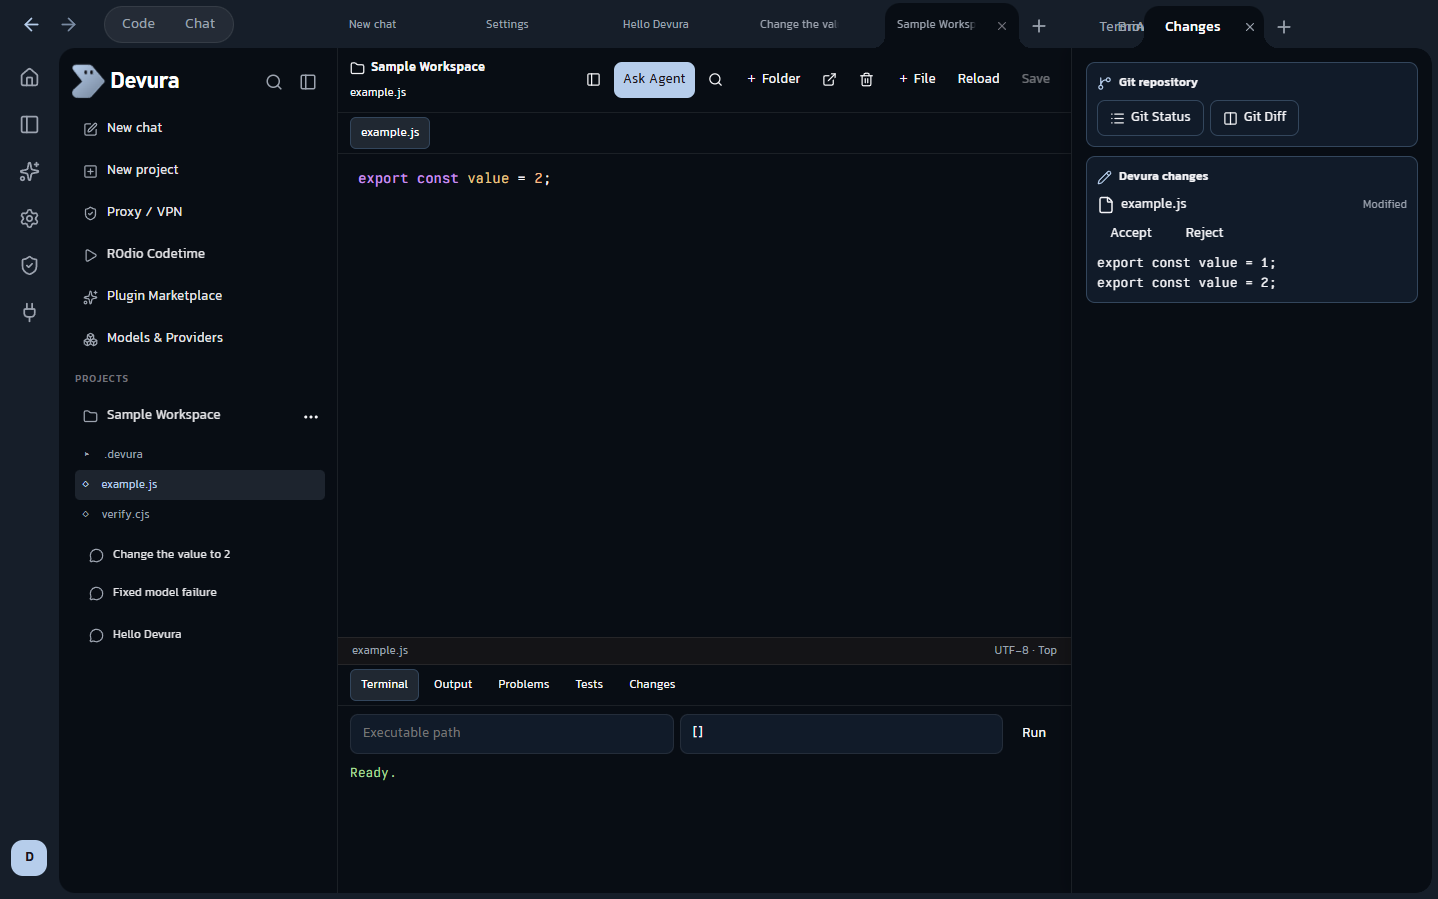 Code
Chat
New chat
Settings
Hello Devura
Change the val
Sample Worksp
Changes
Devura
New chat
New project
Proxy / VPN
R0dio Codetime
Plugin Marketplace
Models & Providers
PROJECTS
Sample Workspace
.devura
example.js
verify.cjs
Change the value to 2
Fixed model failure
Hello Devura
D
Sample Workspace
example.js
Ask Agent
+ Folder
+ File
Reload
Save
example.js
export const value = 2;
example.js
UTF-8 · Top
Terminal
Output
Problems
Tests
Changes
Executable path
[]
Run
Ready.
Git repository
Git Status
Git Diff
Devura changes
example.js
Modified
Accept
Reject
export const value = 1;
export const value = 2;